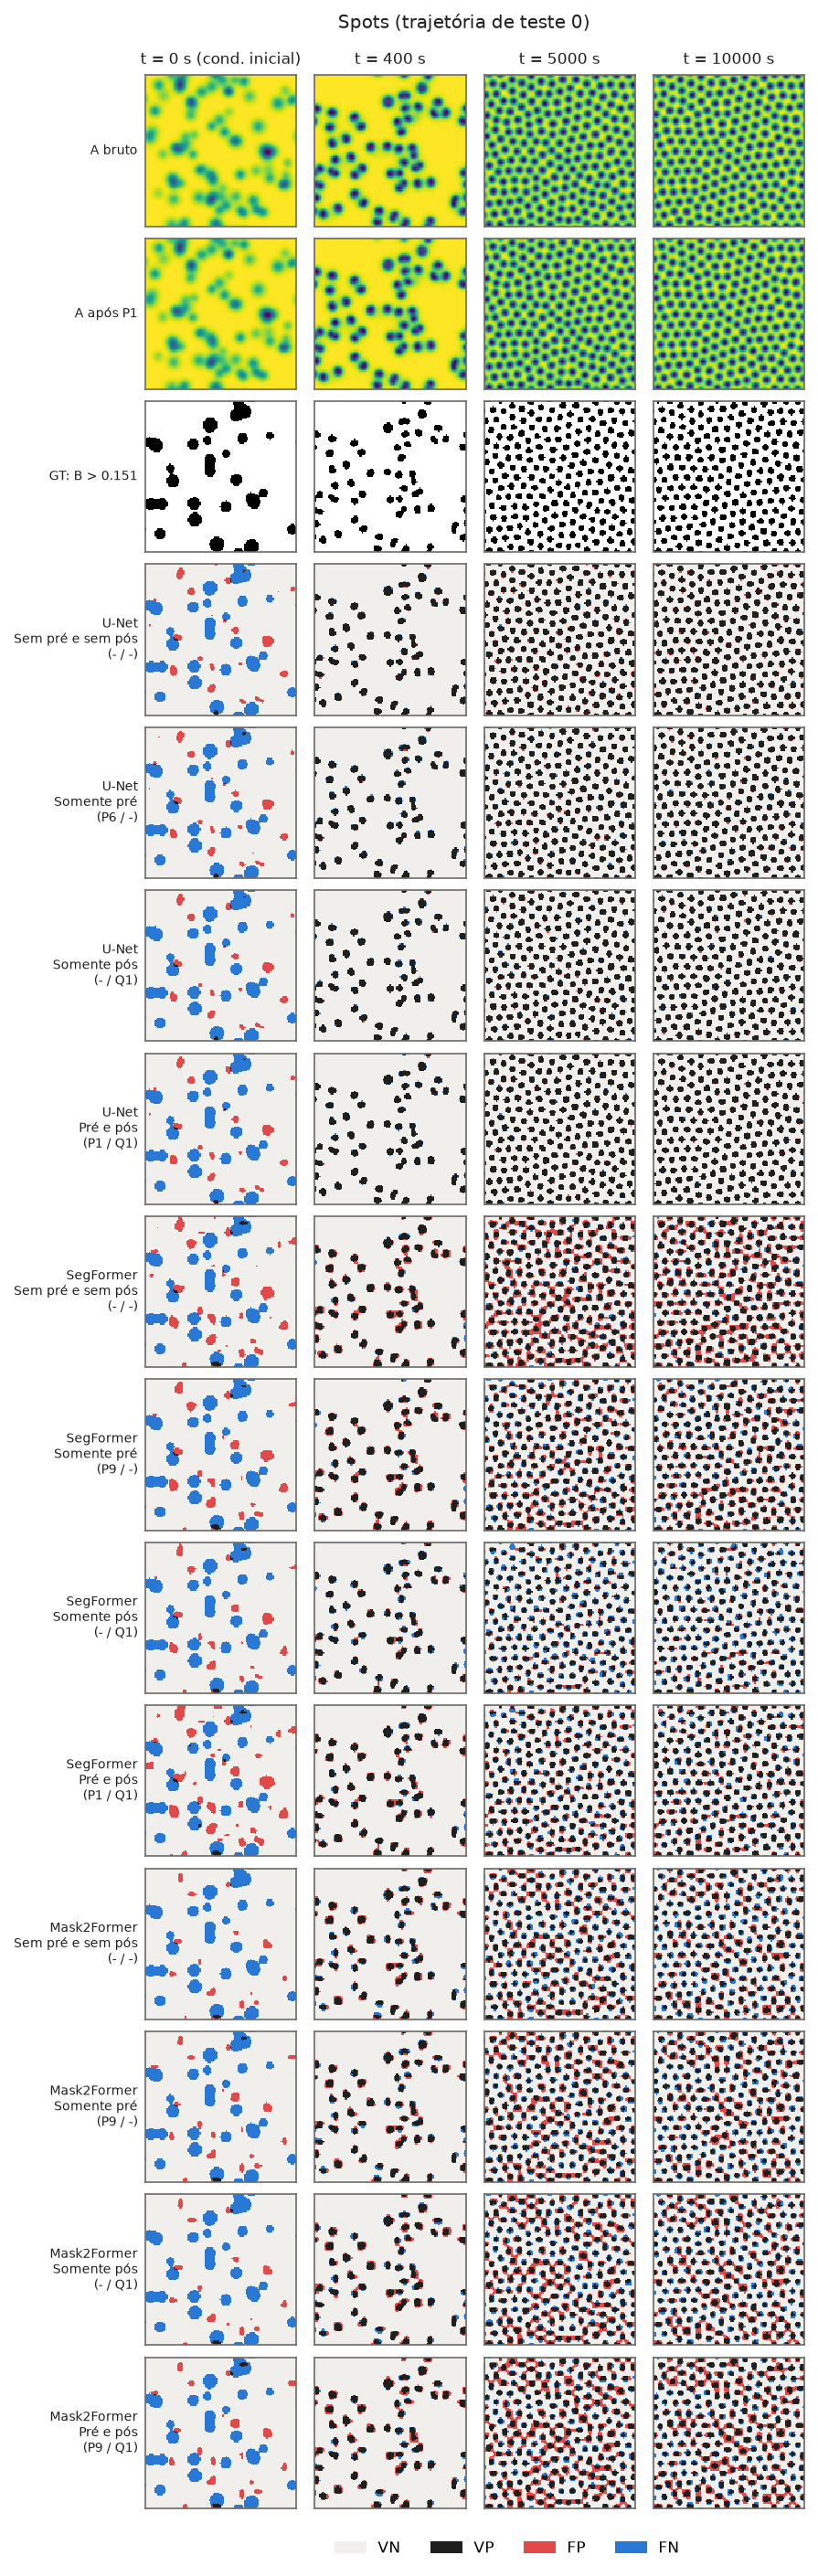 Spots (trajetória de teste 0)
t = 0 s (cond. inicial)
t = 400 s
t = 5000 s
t = 10000 s
A bruto
A após P1
GT: B > 0.151
U-Net
Sem pré e sem pós
(- / -)
U-Net
Somente pré
(P6 / -)
U-Net
Somente pós
(- / Q1)
U-Net
Pré e pós
(P1 / Q1)
SegFormer
Sem pré e sem pós
(- / -)
SegFormer
Somente pré
(P9 / -)
SegFormer
Somente pós
(- / Q1)
SegFormer
Pré e pós
(P1 / Q1)
Mask2Former
Sem pré e sem pós
(- / -)
Mask2Former
Somente pré
(P9 / -)
Mask2Former
Somente pós
(- / Q1)
Mask2Former
Pré e pós
(P9 / Q1)
VN
VP
FP
FN